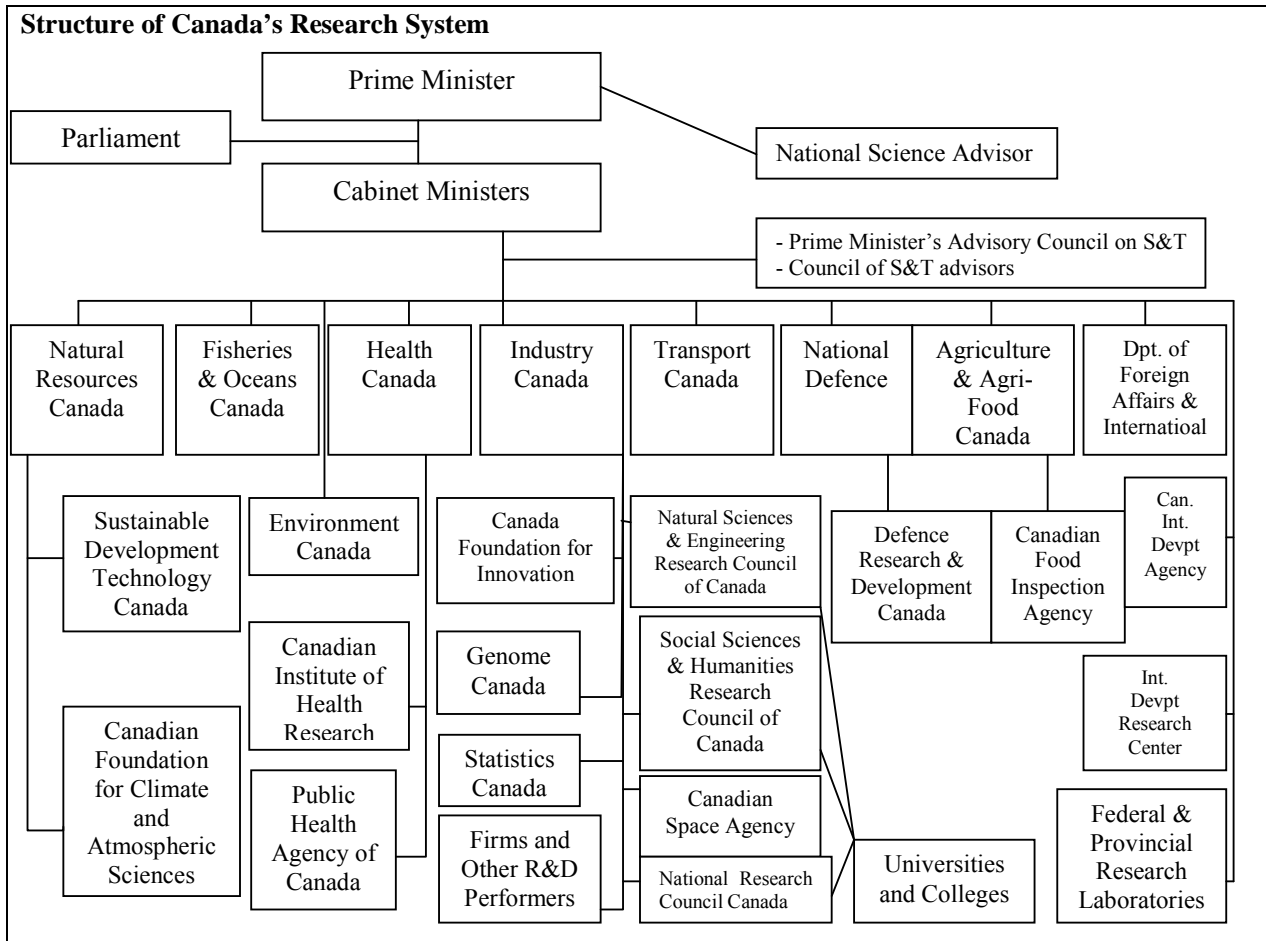 Structure of Canada's Research System
Prime Minister
Parliament
National Science Advisor
Cabinet Ministers
- Prime Minister's Advisory Council on S&T
- Council of S&T advisors
Natural
Resources
Canada
Fisheries
& Oceans
Canada
Health
Canada
Industry
Canada
Transport
Canada
National
Defence
Agriculture
& Agri-
Food
Canada
Dpt. of
Foreign
Affairs &
Internatioal
Sustainable
Development
Technology
Canada
Environment
Canada
Canada
Foundation for
Innovation
Natural Sciences
& Engineering
Research Council
of Canada
Defence
Research &
Development
Canada
Canadian
Food
Inspection
Agency
Can.
Int.
Devpt
Agency
Canadian
Institute of
Health
Research
Genome
Canada
Social Sciences
& Humanities
Research
Council of
Canada
Int.
Devpt
Research
Center
Canadian
Foundation
for Climate
and
Atmospheric
Sciences
Public
Health
Agency of
Canada
Statistics
Canada
Firms and
Other R&D
Performers
Canadian
Space Agency
National Research
Council Canada
Universities
and Colleges
Federal &
Provincial
Research
Laboratories